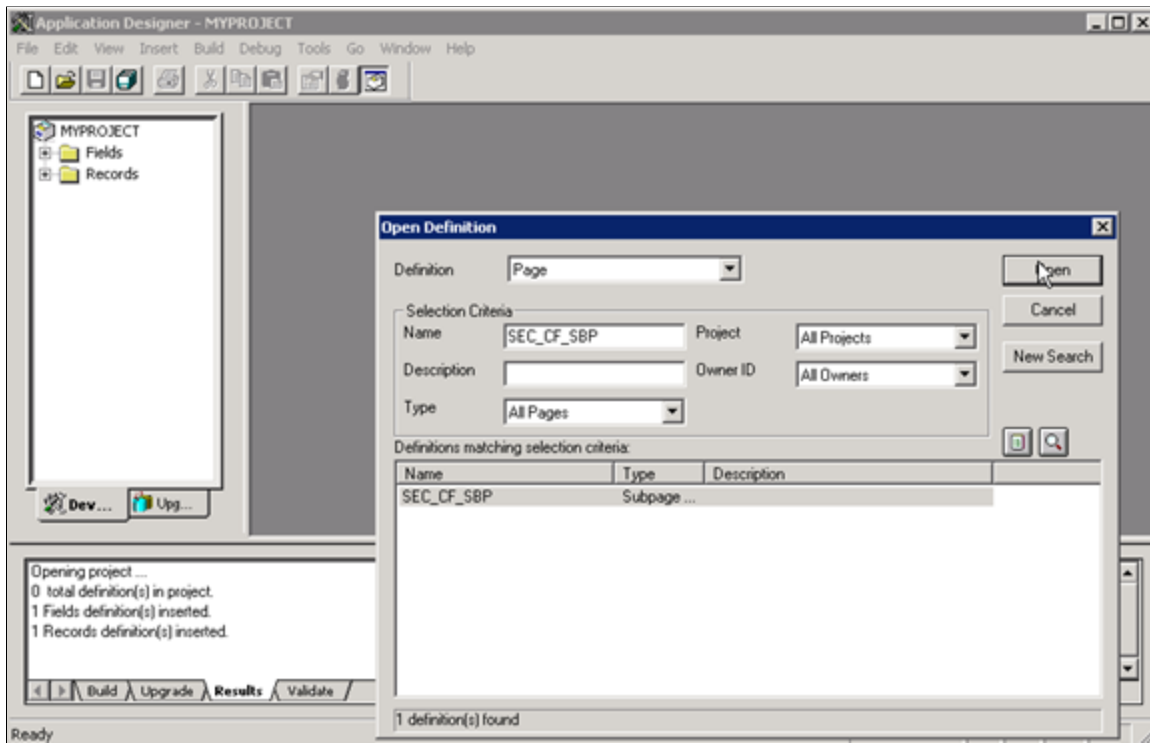 Application Designer - MYPROJECT
File Edit View Insert Build Debug Tools Go Window Help
MYPROJECT
Fields
Records
Dev... Upg...
Open Definition
Definition Page
Open
Selection Criteria
Cancel
Name SEC_CF_SBP Project All Projects
New Search
Description Owner ID All Owners
Type All Pages
Definitions matching selection criteria:
Name Type Description
SEC_CF_SBP Subpage ...
1 definition(s) found
Opening project ...
0 total definition(s) in project.
1 Fields definition(s) inserted.
1 Records definition(s) inserted.
Build Upgrade Results Validate
Ready